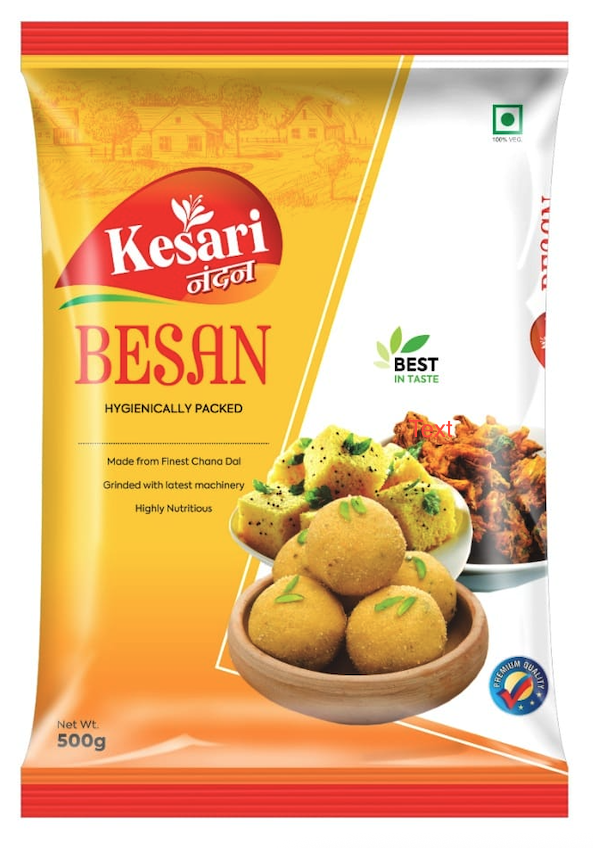 100% VEG.
Kesari
नंदन
BESAN
BESAN
HYGIENICALLY PACKED
BEST
IN TASTE
Text
Made from Finest Chana Dal
Grinded with latest machinery
Highly Nutritious
PREMIUM QUALITY
Net Wt.
500g